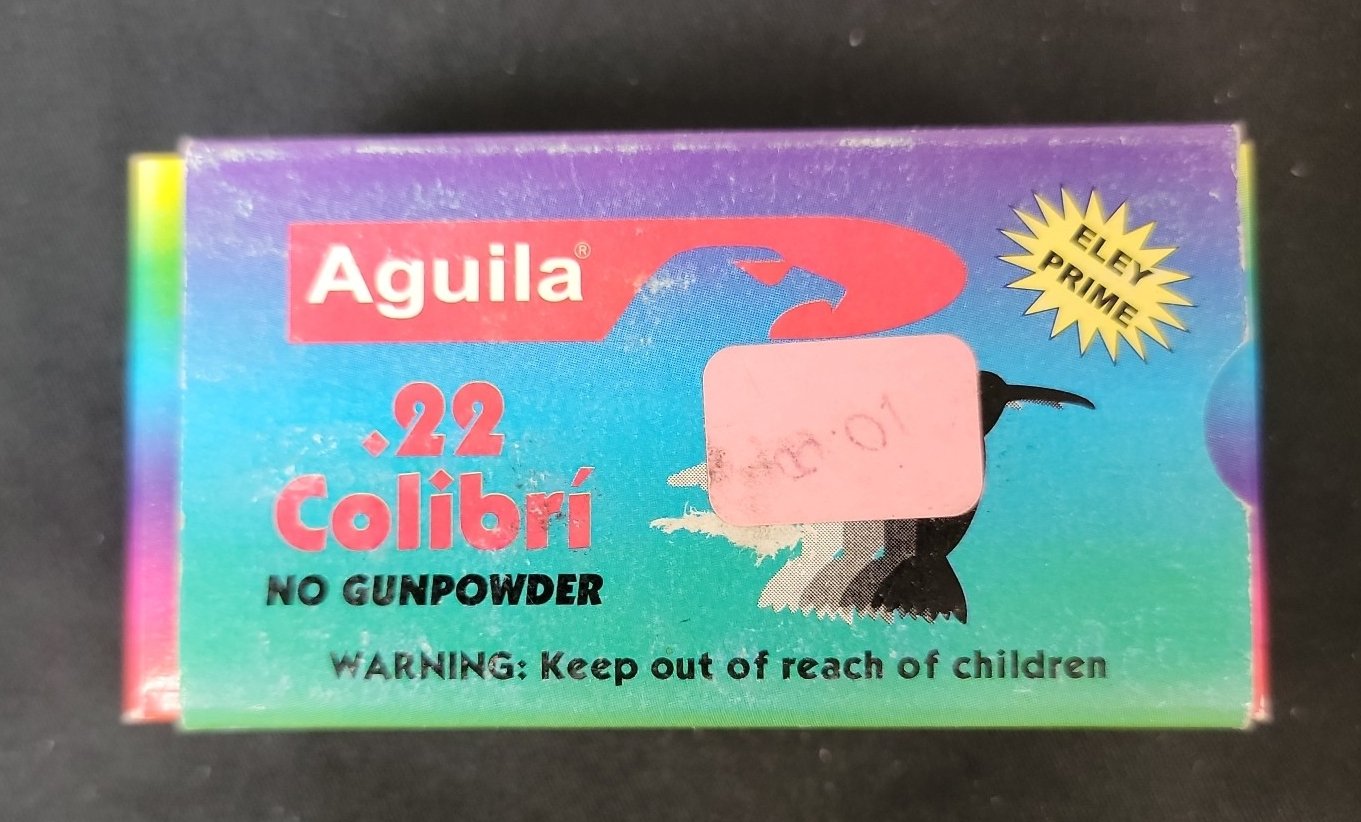 Aguila®
ELEY
PRIME
.22
Colibrí
NO GUNPOWDER
WARNING: Keep out of reach of children